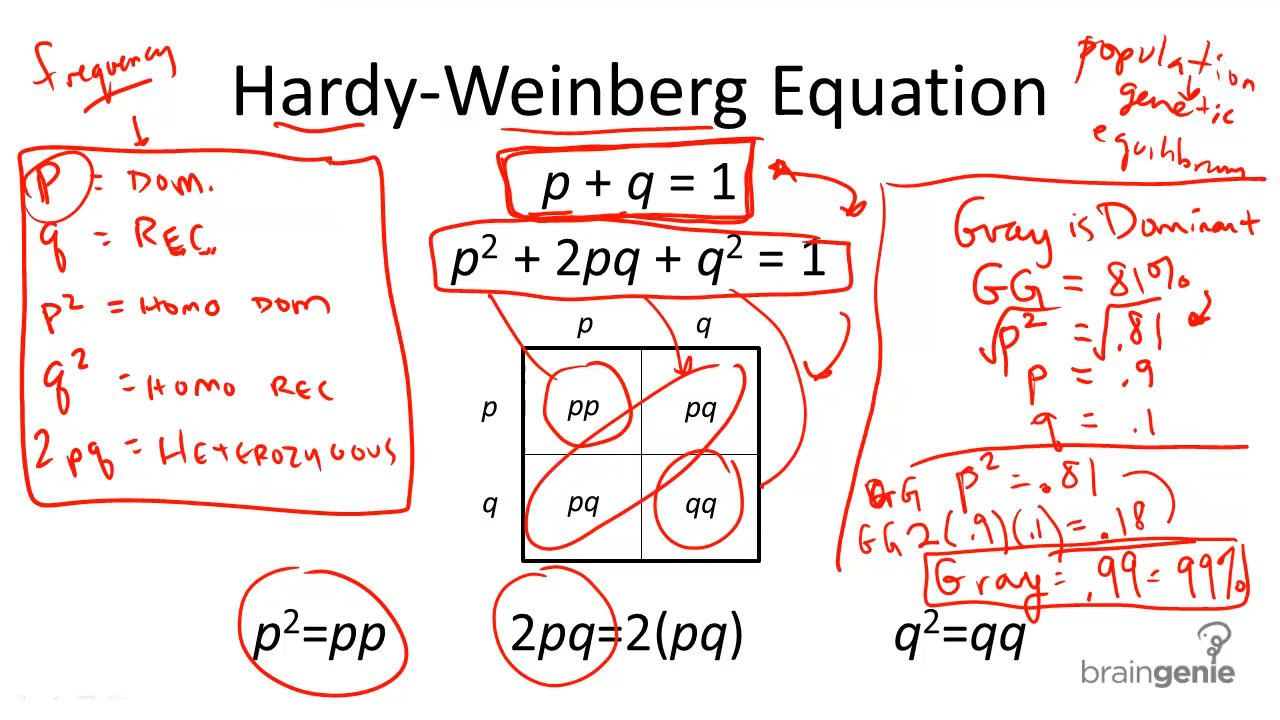 frequency
Hardy-Weinberg Equation
population
genetic
equilibrium
p = DOM.
q = REC.
p² = HOMO DOM
q² = HOMO REC
2pq = HETEROZYGOUS
p + q = 1
p² + 2pq + q² = 1
p q
p pp pq
q pq qq
Gray is Dominant
GG = 81%
√p² = √.81
p = .9
q = .1
GG p² = .81
Gg 2(.9)(.1) = .18
Gray = .99 = 99%
p²=pp 2pq=2(pq) q²=qq
braingenie